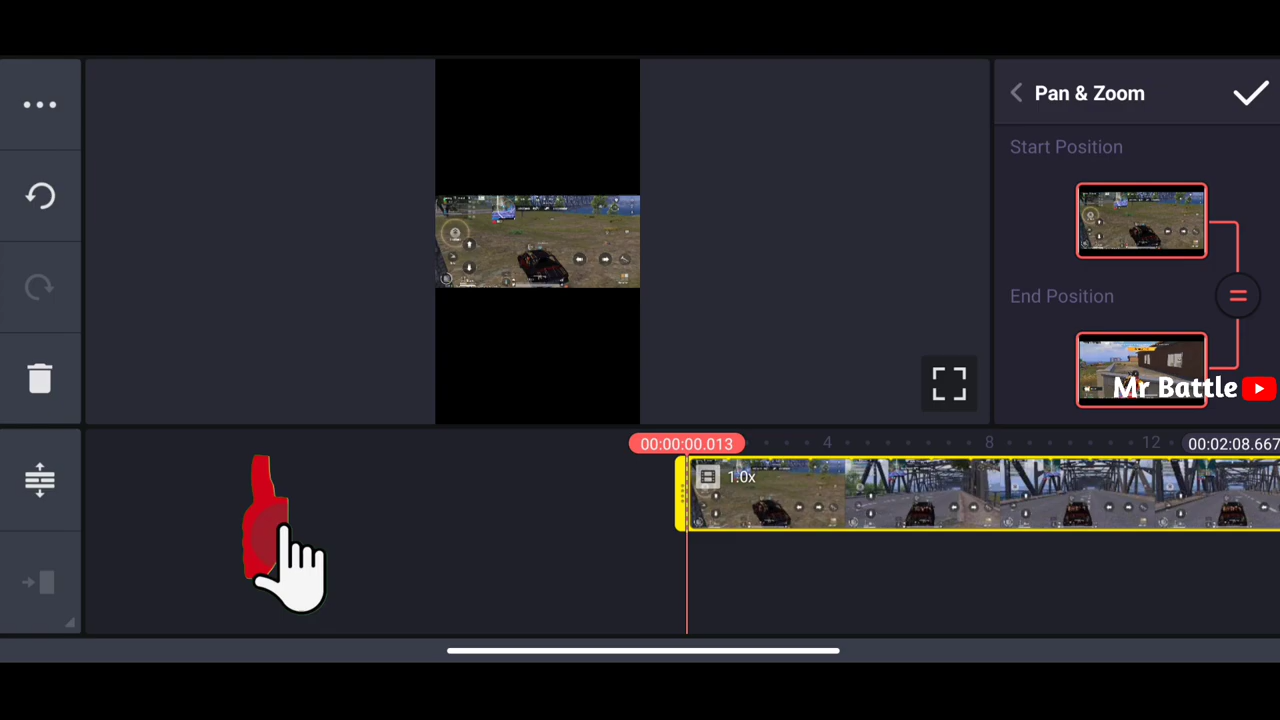 Pan & Zoom
Start Position
End Position
Mr Battle
00:00:00.013
4
8
12
00:02:08.667
1.0x